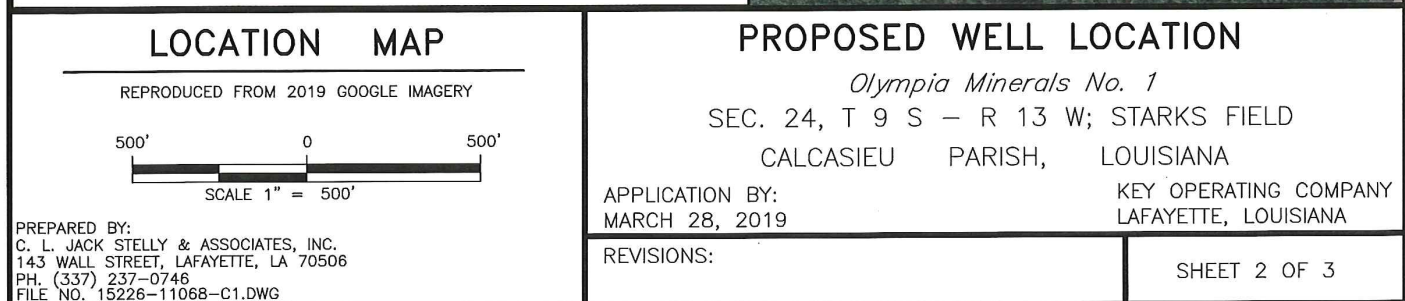 LOCATION MAP
REPRODUCED FROM 2019 GOOGLE IMAGERY
500' 0 500'
SCALE 1" = 500'
PREPARED BY:
C. L. JACK STELLY & ASSOCIATES, INC.
143 WALL STREET, LAFAYETTE, LA 70506
PH. (337) 237-0746
FILE NO. 15226-11068-C1.DWG
PROPOSED WELL LOCATION
Olympia Minerals No. 1
SEC. 24, T 9 S – R 13 W; STARKS FIELD
CALCASIEU PARISH, LOUISIANA
APPLICATION BY: KEY OPERATING COMPANY
MARCH 28, 2019 LAFAYETTE, LOUISIANA
REVISIONS:
SHEET 2 OF 3